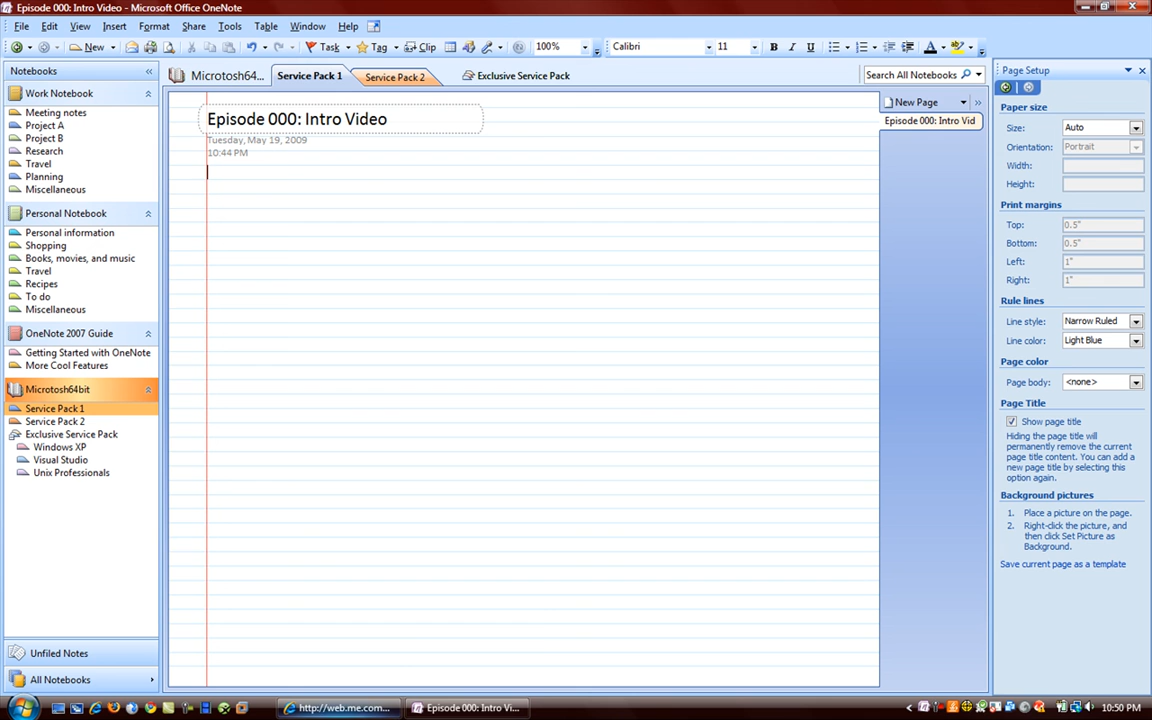 Episode 000: Intro Video - Microsoft Office OneNote
File Edit View Insert Format Share Tools Table Window Help
New Task Tag Clip 100% Calibri 11 B I U A ab
Notebooks
Work Notebook
Meeting notes
Project A
Project B
Research
Travel
Planning
Miscellaneous
Personal Notebook
Personal information
Shopping
Books, movies, and music
Travel
Recipes
To do
Miscellaneous
OneNote 2007 Guide
Getting Started with OneNote
More Cool Features
Microtosh64bit
Service Pack 1
Service Pack 2
Exclusive Service Pack
Windows XP
Visual Studio
Unix Professionals
Unfiled Notes
All Notebooks
Microtosh64... Service Pack 1 Service Pack 2 Exclusive Service Pack Search All Notebooks
Episode 000: Intro Video
Tuesday, May 19, 2009
10:44 PM
New Page
Episode 000: Intro Vid
Page Setup
Paper size
Size: Auto
Orientation: Portrait
Width:
Height:
Print margins
Top: 0.5"
Bottom: 0.5"
Left: 1"
Right: 1"
Rule lines
Line style: Narrow Ruled
Line color: Light Blue
Page color
Page body: <none>
Page Title
Show page title
Hiding the page title will
permanently remove the current
page title content. You can add a
new page title by selecting this
option again.
Background pictures
1. Place a picture on the page.
2. Right-click the picture, and
then click Set Picture as
Background.
Save current page as a template
http://web.me.com... Episode 000: Intro Vi... 10:50 PM